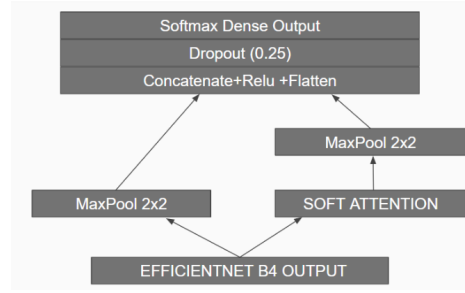 Softmax Dense Output
Dropout (0.25)
Concatenate+Relu +Flatten
MaxPool 2x2
MaxPool 2x2
SOFT ATTENTION
EFFICIENTNET B4 OUTPUT